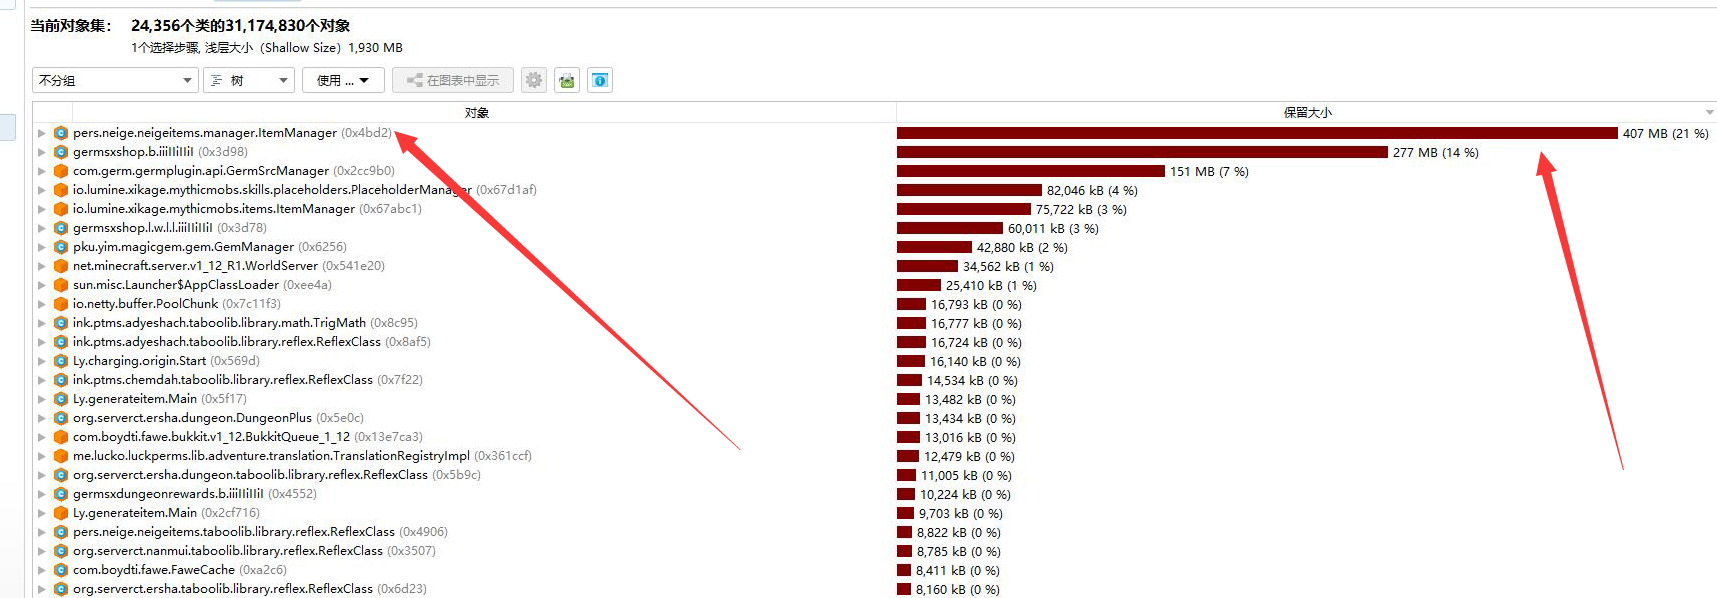 当前对象集： 24,356个类的31,174,830个对象
1个选择步骤, 浅层大小（Shallow Size）1,930 MB
不分组 树 使用 ... 在图表中显示
对象 保留大小
pers.neige.neigeitems.manager.ItemManager (0x4bd2) 407 MB (21 %)
germsxshop.b.iiiIIiIIiI (0x3d98) 277 MB (14 %)
com.germ.germplugin.api.GermSrcManager (0x2cc9b0) 151 MB (7 %)
io.lumine.xikage.mythicmobs.skills.placeholders.PlaceholderManager (0x67d1af) 82,046 kB (4 %)
io.lumine.xikage.mythicmobs.items.ItemManager (0x67abc1) 75,722 kB (3 %)
germsxshop.l.w.l.l.iiiIIiIIiI (0x3d78) 60,011 kB (3 %)
pku.yim.magicgem.gem.GemManager (0x6256) 42,880 kB (2 %)
net.minecraft.server.v1_12_R1.WorldServer (0x541e20) 34,562 kB (1 %)
sun.misc.Launcher$AppClassLoader (0xee4a) 25,410 kB (1 %)
io.netty.buffer.PoolChunk (0x7c11f3) 16,793 kB (0 %)
ink.ptms.adyeshach.taboolib.library.math.TrigMath (0x8c95) 16,777 kB (0 %)
ink.ptms.adyeshach.taboolib.library.reflex.ReflexClass (0x8af5) 16,724 kB (0 %)
Ly.charging.origin.Start (0x569d) 16,140 kB (0 %)
ink.ptms.chemdah.taboolib.library.reflex.ReflexClass (0x7f22) 14,534 kB (0 %)
Ly.generateitem.Main (0x5f17) 13,482 kB (0 %)
org.serverct.ersha.dungeon.DungeonPlus (0x5e0c) 13,434 kB (0 %)
com.boydti.fawe.bukkit.v1_12.BukkitQueue_1_12 (0x13e7ca3) 13,016 kB (0 %)
me.lucko.luckperms.lib.adventure.translation.TranslationRegistryImpl (0x361ccf) 12,479 kB (0 %)
org.serverct.ersha.dungeon.taboolib.library.reflex.ReflexClass (0x5b9c) 11,005 kB (0 %)
germsxdungeonrewards.b.iiiIIiIIiI (0x4552) 10,224 kB (0 %)
Ly.generateitem.Main (0x2cf716) 9,703 kB (0 %)
pers.neige.neigeitems.taboolib.library.reflex.ReflexClass (0x4906) 8,822 kB (0 %)
org.serverct.nanmui.taboolib.library.reflex.ReflexClass (0x3507) 8,785 kB (0 %)
com.boydti.fawe.FaweCache (0xa2c6) 8,411 kB (0 %)
org.serverct.ersha.taboolib.library.reflex.ReflexClass (0x6d23) 8,160 kB (0 %)